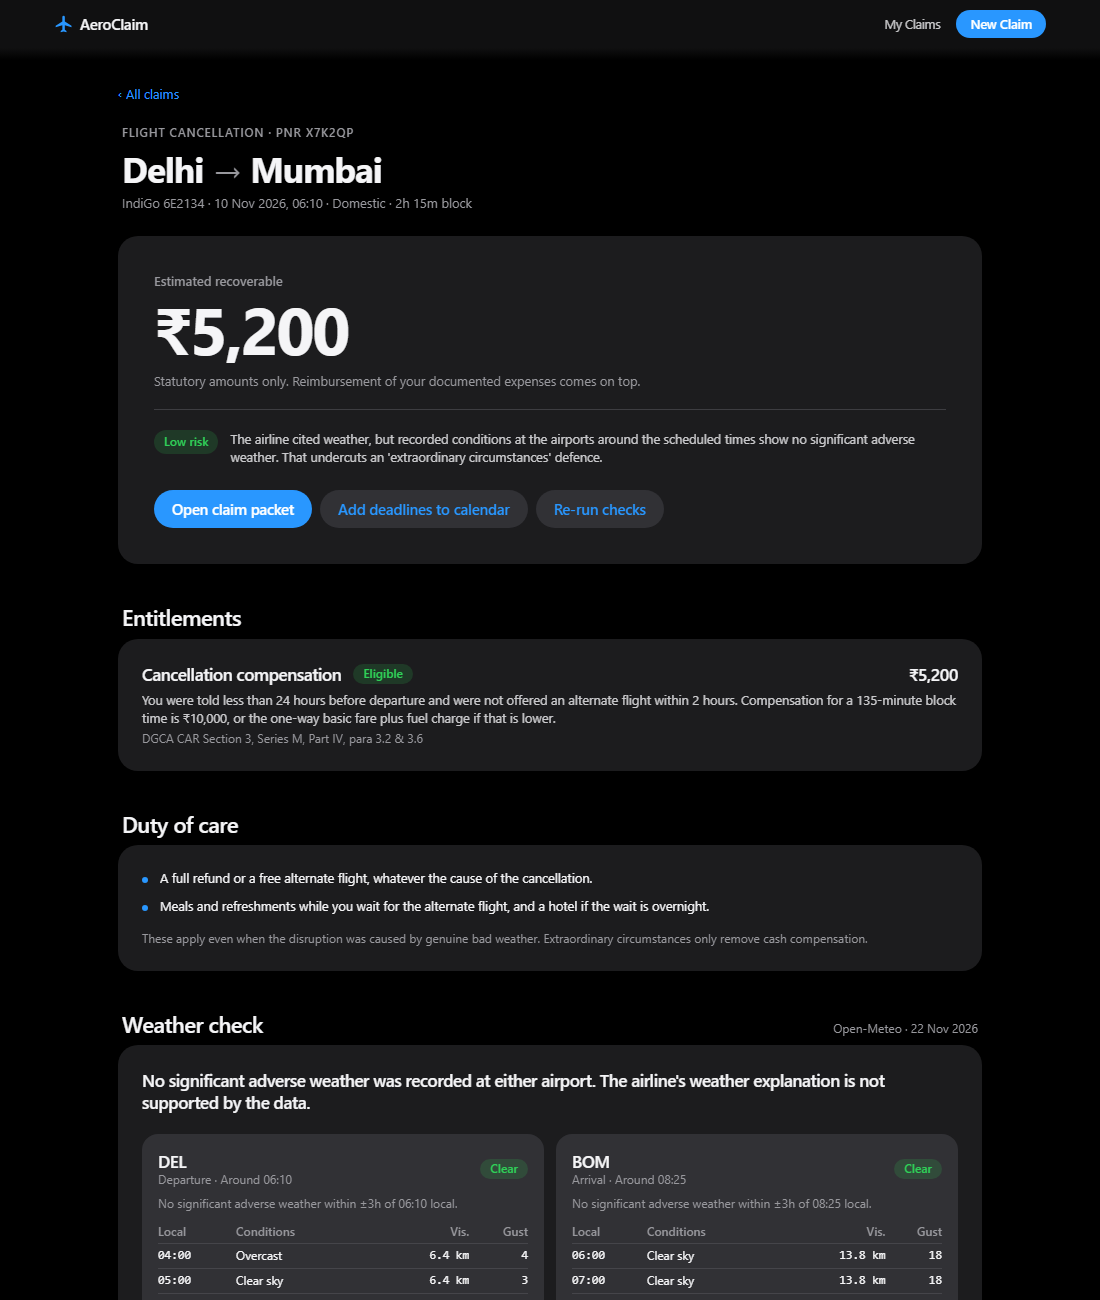 AeroClaim
My Claims
New Claim
‹ All claims
FLIGHT CANCELLATION · PNR X7K2QP
Delhi → Mumbai
IndiGo 6E2134 · 10 Nov 2026, 06:10 · Domestic · 2h 15m block
Estimated recoverable
₹5,200
Statutory amounts only. Reimbursement of your documented expenses comes on top.
Low risk
The airline cited weather, but recorded conditions at the airports around the scheduled times show no significant adverse
weather. That undercuts an 'extraordinary circumstances' defence.
Open claim packet
Add deadlines to calendar
Re-run checks
Entitlements
Cancellation compensation Eligible ₹5,200
You were told less than 24 hours before departure and were not offered an alternate flight within 2 hours. Compensation for a 135-minute block
time is ₹10,000, or the one-way basic fare plus fuel charge if that is lower.
DGCA CAR Section 3, Series M, Part IV, para 3.2 & 3.6
Duty of care
A full refund or a free alternate flight, whatever the cause of the cancellation.
Meals and refreshments while you wait for the alternate flight, and a hotel if the wait is overnight.
These apply even when the disruption was caused by genuine bad weather. Extraordinary circumstances only remove cash compensation.
Weather check
Open-Meteo · 22 Nov 2026
No significant adverse weather was recorded at either airport. The airline's weather explanation is not
supported by the data.
DEL
Departure · Around 06:10
Clear
No significant adverse weather within ±3h of 06:10 local.
Local Conditions Vis. Gust
04:00 Overcast 6.4 km 4
05:00 Clear sky 6.4 km 3
BOM
Arrival · Around 08:25
Clear
No significant adverse weather within ±3h of 08:25 local.
Local Conditions Vis. Gust
06:00 Clear sky 13.8 km 18
07:00 Clear sky 13.8 km 18